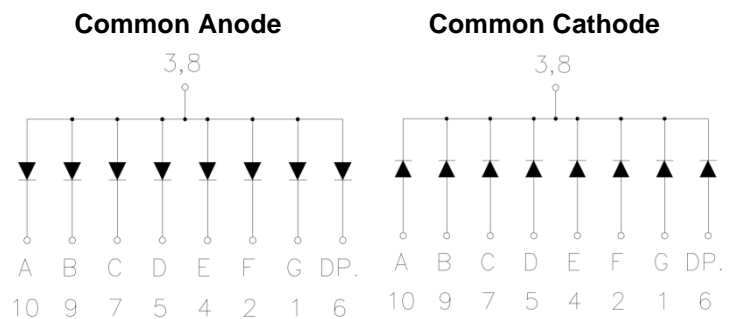 Common Anode
3,8
A B C D E F G DP.
10 9 7 5 4 2 1 6
Common Cathode
3,8
A B C D E F G DP.
10 9 7 5 4 2 1 6